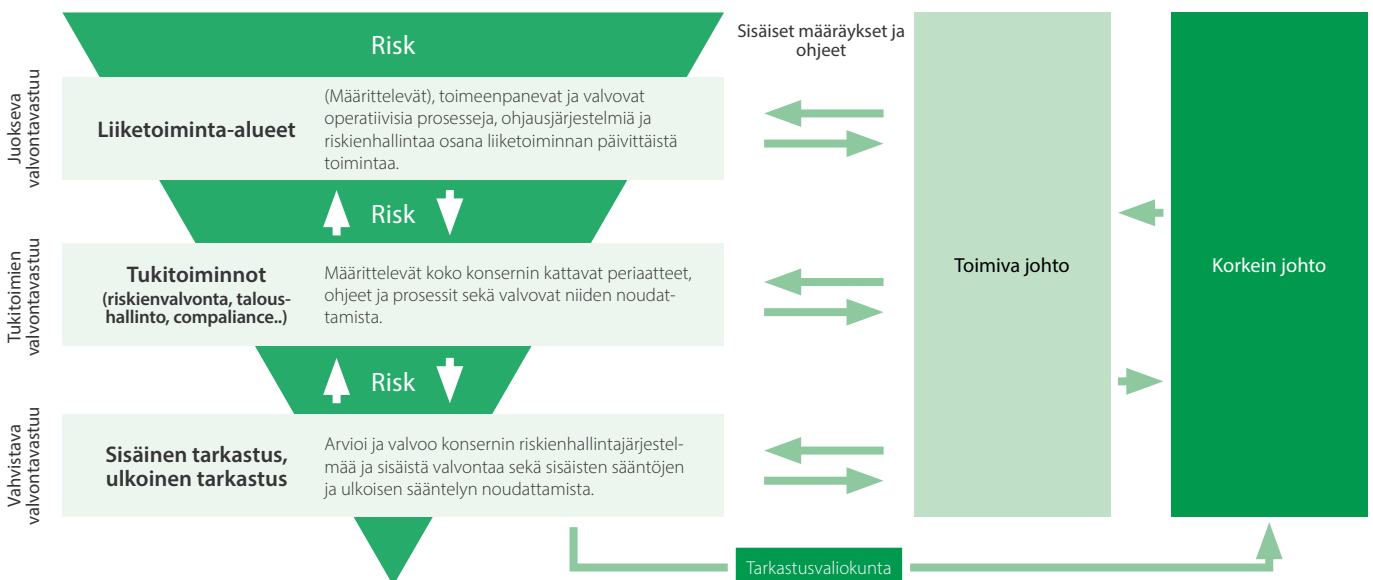 Risk
Sisäiset määräykset ja
ohjeet
Juokseva
valvontavastuu
Liiketoiminta-alueet
(Määrittelevät), toimeenpanevat ja valvovat
operatiivisia prosesseja, ohjausjärjestelmiä ja
riskienhallintaa osana liiketoiminnan päivittäistä
toimintaa.
Risk
Tukitoimien
valvontavastuu
Tukitoiminnot
(riskienvalvonta, talous-
hallinto, compaliance..)
Määrittelevät koko konsernin kattavat periaatteet,
ohjeet ja prosessit sekä valvovat niiden noudat-
tamista.
Toimiva johto
Korkein johto
Risk
Vahvistava
valvontavastuu
Sisäinen tarkastus,
ulkoinen tarkastus
Arvioi ja valvoo konsernin riskienhallintajärjestel-
mää ja sisäistä valvontaa sekä sisäisten sääntöjen
ja ulkoisen sääntelyn noudattamista.
Tarkastusvaliokunta